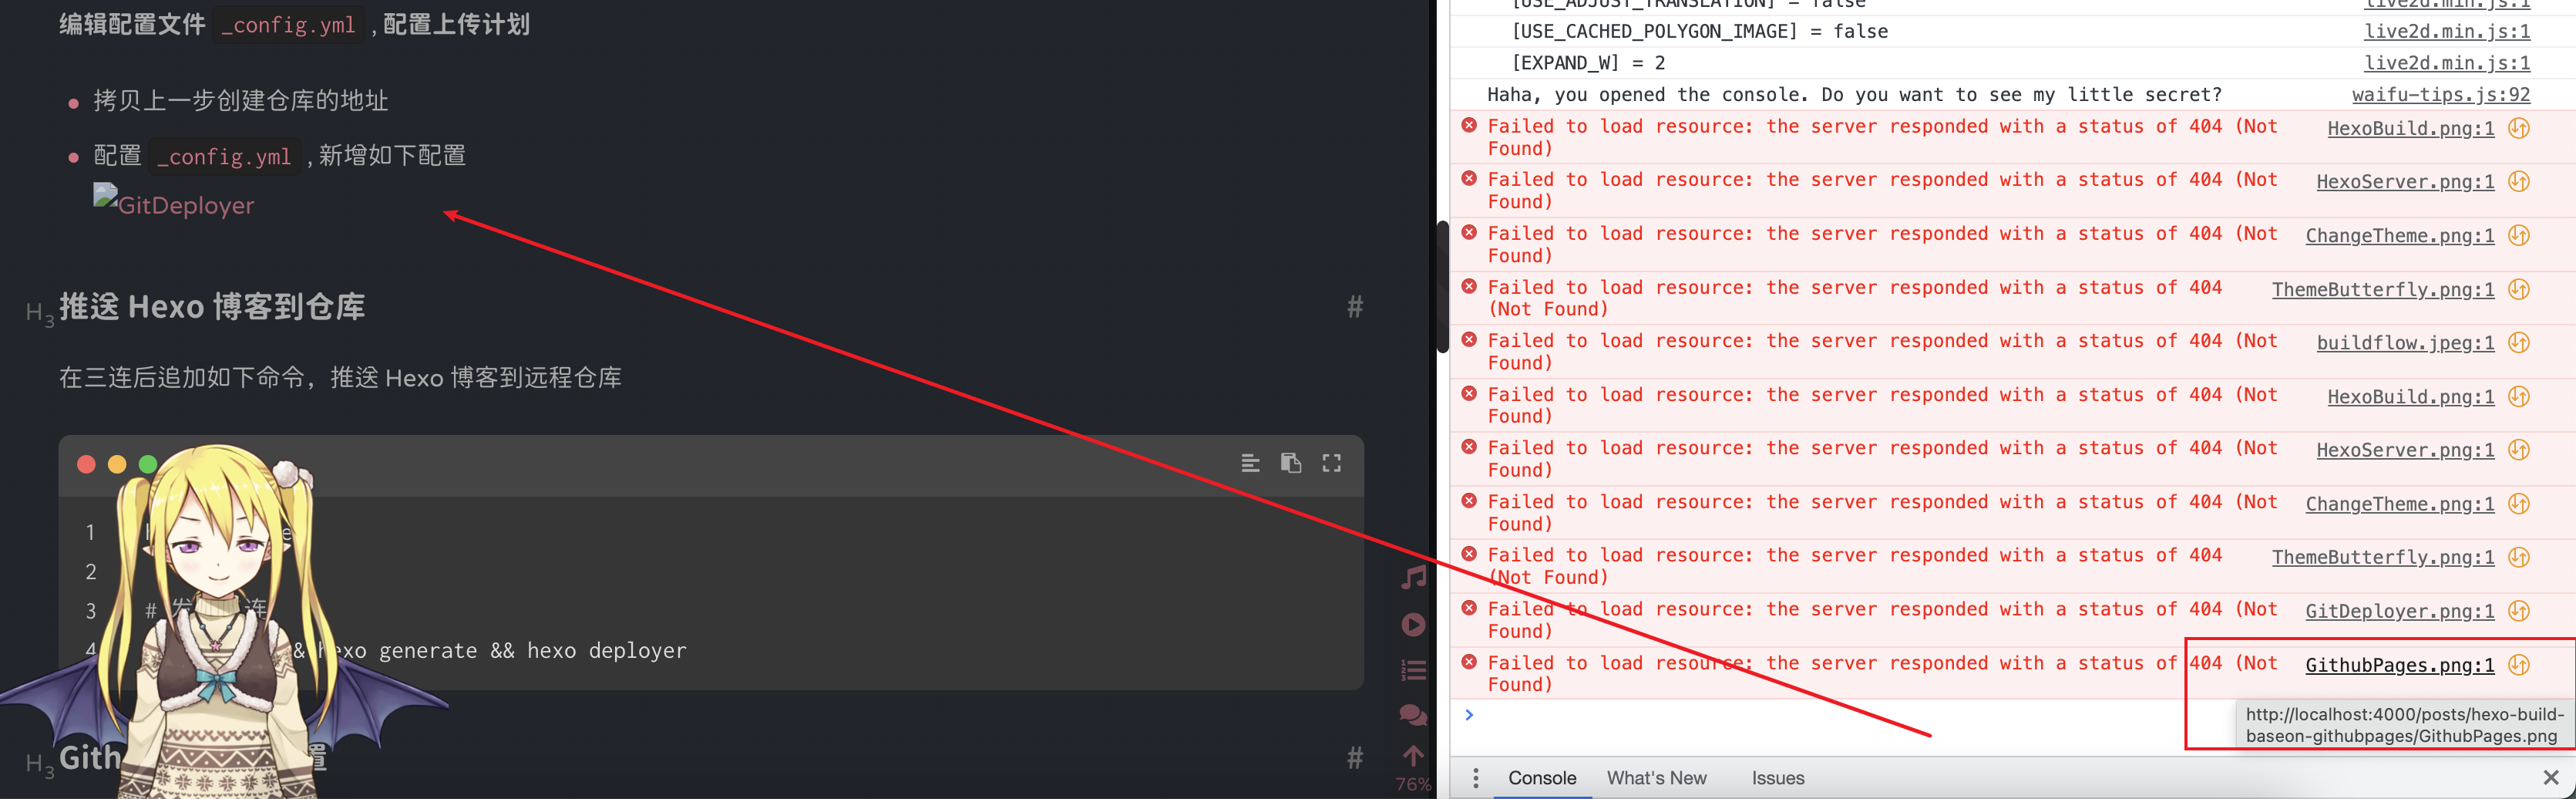 编辑配置文件 _config.yml , 配置上传计划
拷贝上一步创建仓库的地址
配置 _config.yml , 新增如下配置
GitDeployer
H3 推送 Hexo 博客到仓库 #
在三连后追加如下命令，推送 Hexo 博客到远程仓库
1
2
3 #
4 && hexo generate && hexo deployer
H3 Gith #
76%
[USE_ADJUST_TRANSLATION] = false live2d.min.js:1
[USE_CACHED_POLYGON_IMAGE] = false live2d.min.js:1
[EXPAND_W] = 2 live2d.min.js:1
Haha, you opened the console. Do you want to see my little secret? waifu-tips.js:92
Failed to load resource: the server responded with a status of 404 (Not HexoBuild.png:1
Found)
Failed to load resource: the server responded with a status of 404 (Not HexoServer.png:1
Found)
Failed to load resource: the server responded with a status of 404 (Not ChangeTheme.png:1
Found)
Failed to load resource: the server responded with a status of 404 ThemeButterfly.png:1
(Not Found)
Failed to load resource: the server responded with a status of 404 (Not buildflow.jpeg:1
Found)
Failed to load resource: the server responded with a status of 404 (Not HexoBuild.png:1
Found)
Failed to load resource: the server responded with a status of 404 (Not HexoServer.png:1
Found)
Failed to load resource: the server responded with a status of 404 (Not ChangeTheme.png:1
Found)
Failed to load resource: the server responded with a status of 404 ThemeButterfly.png:1
(Not Found)
Failed to load resource: the server responded with a status of 404 (Not GitDeployer.png:1
Found)
Failed to load resource: the server responded with a status of 404 (Not GithubPages.png:1
Found)
http://localhost:4000/posts/hexo-build-
baseon-githubpages/GithubPages.png
Console What's New Issues